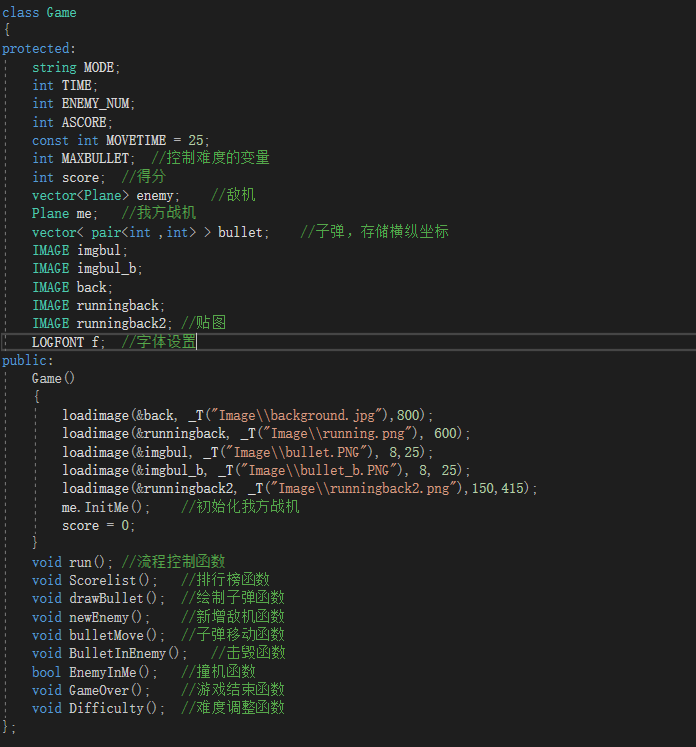 class Game
{
protected:
    string MODE;
    int TIME;
    int ENEMY_NUM;
    int ASCORE;
    const int MOVETIME = 25;
    int MAXBULLET;  //控制难度的变量
    int score;  //得分
    vector<Plane> enemy;    //敌机
    Plane me;   //我方战机
    vector< pair<int ,int> > bullet;    //子弹，存储横纵坐标
    IMAGE imgbul;
    IMAGE imgbul_b;
    IMAGE back;
    IMAGE runningback;
    IMAGE runningback2; //贴图
    LOGFONT f;  //字体设置
public:
    Game()
    {
        loadimage(&back, _T("Image\\background.jpg"),800);
        loadimage(&runningback, _T("Image\\running.png"), 600);
        loadimage(&imgbul, _T("Image\\bullet.PNG"), 8,25);
        loadimage(&imgbul_b, _T("Image\\bullet_b.PNG"), 8, 25);
        loadimage(&runningback2, _T("Image\\runningback2.png"),150,415);
        me.InitMe();    //初始化我方战机
        score = 0;
    }
    void run(); //流程控制函数
    void Scorelist();   //排行榜函数
    void drawBullet();  //绘制子弹函数
    void newEnemy();    //新增敌机函数
    void bulletMove();  //子弹移动函数
    void BulletInEnemy();   //击毁函数
    bool EnemyInMe();   //撞机函数
    void GameOver();    //游戏结束函数
    void Difficulty();  //难度调整函数
};